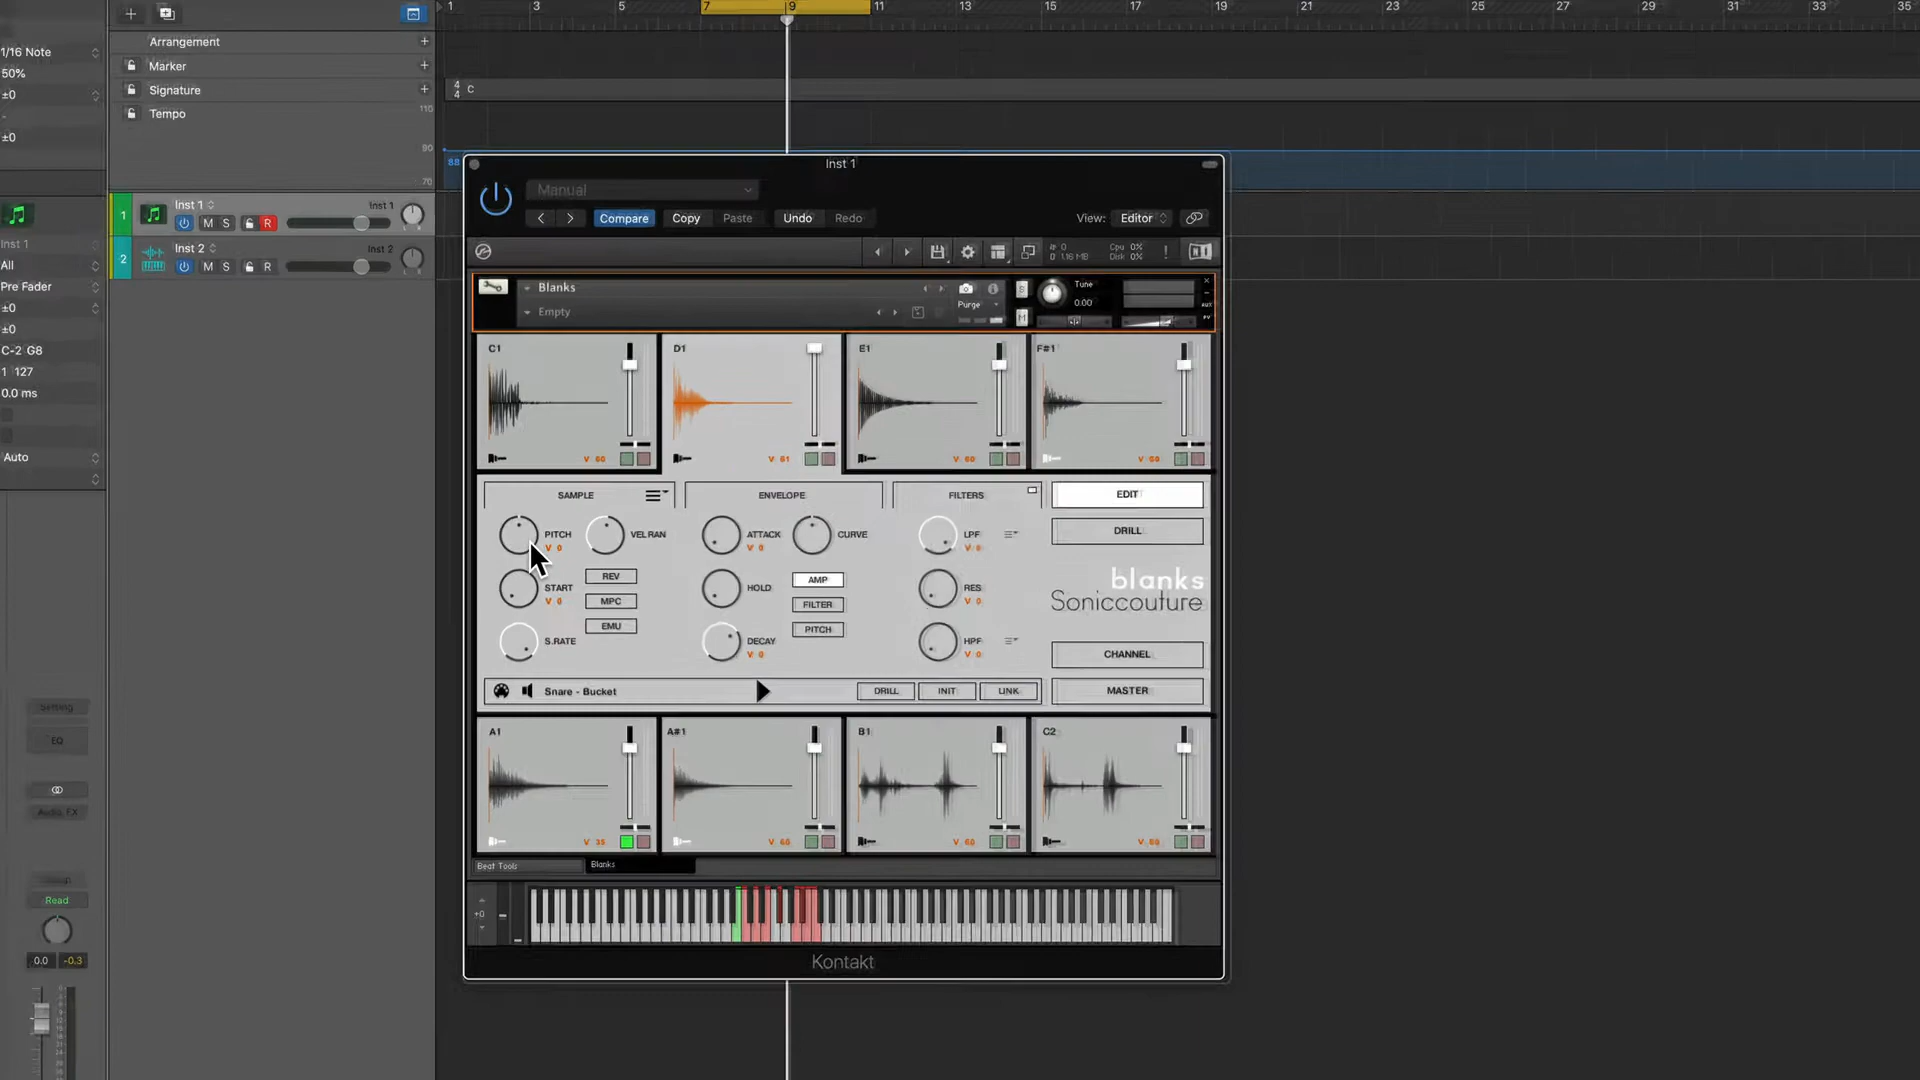 1 3 5 7 9 11 13 15 17 19 21 23 25 27 29 31 33 35
Arrangement
1/16 Note
Marker
50%
±0
Signature
4/4 C
110
Tempo
-
±0
90
88
70
Inst 1
Manual
Compare Copy Paste Undo Redo View: Editor
1 Inst 1 Inst 1
M S R
Inst 1
2 Inst 2 Inst 2
M S R
All
Pre Fader
±0
±0
C-2 G8
1 127
0.0 ms
Auto
0 Cpu 0%
0 1.16 MB Disk 0% !
Blanks
Purge
S Tune
0.00
Empty
M
AUX
PV
C1 D1 E1 F#1
V 60 V 61 V 60 V 60
SAMPLE ENVELOPE FILTERS EDIT
PITCH V 0 VEL RAN ATTACK V 0 CURVE LPF V 0 DRILL
START V 0 REV HOLD AMP RES V 0
MPC FILTER
blanks
Soniccouture
S.RATE EMU DECAY V 0 PITCH HPF V 0 CHANNEL
Snare - Bucket DRILL INIT LINK MASTER
A1 A#1 B1 C2
V 35 V 60 V 60 V 60
Beat Tools Blanks
+0
Kontakt
Setting
EQ
Audio FX
Group
Read
0.0 -0.3